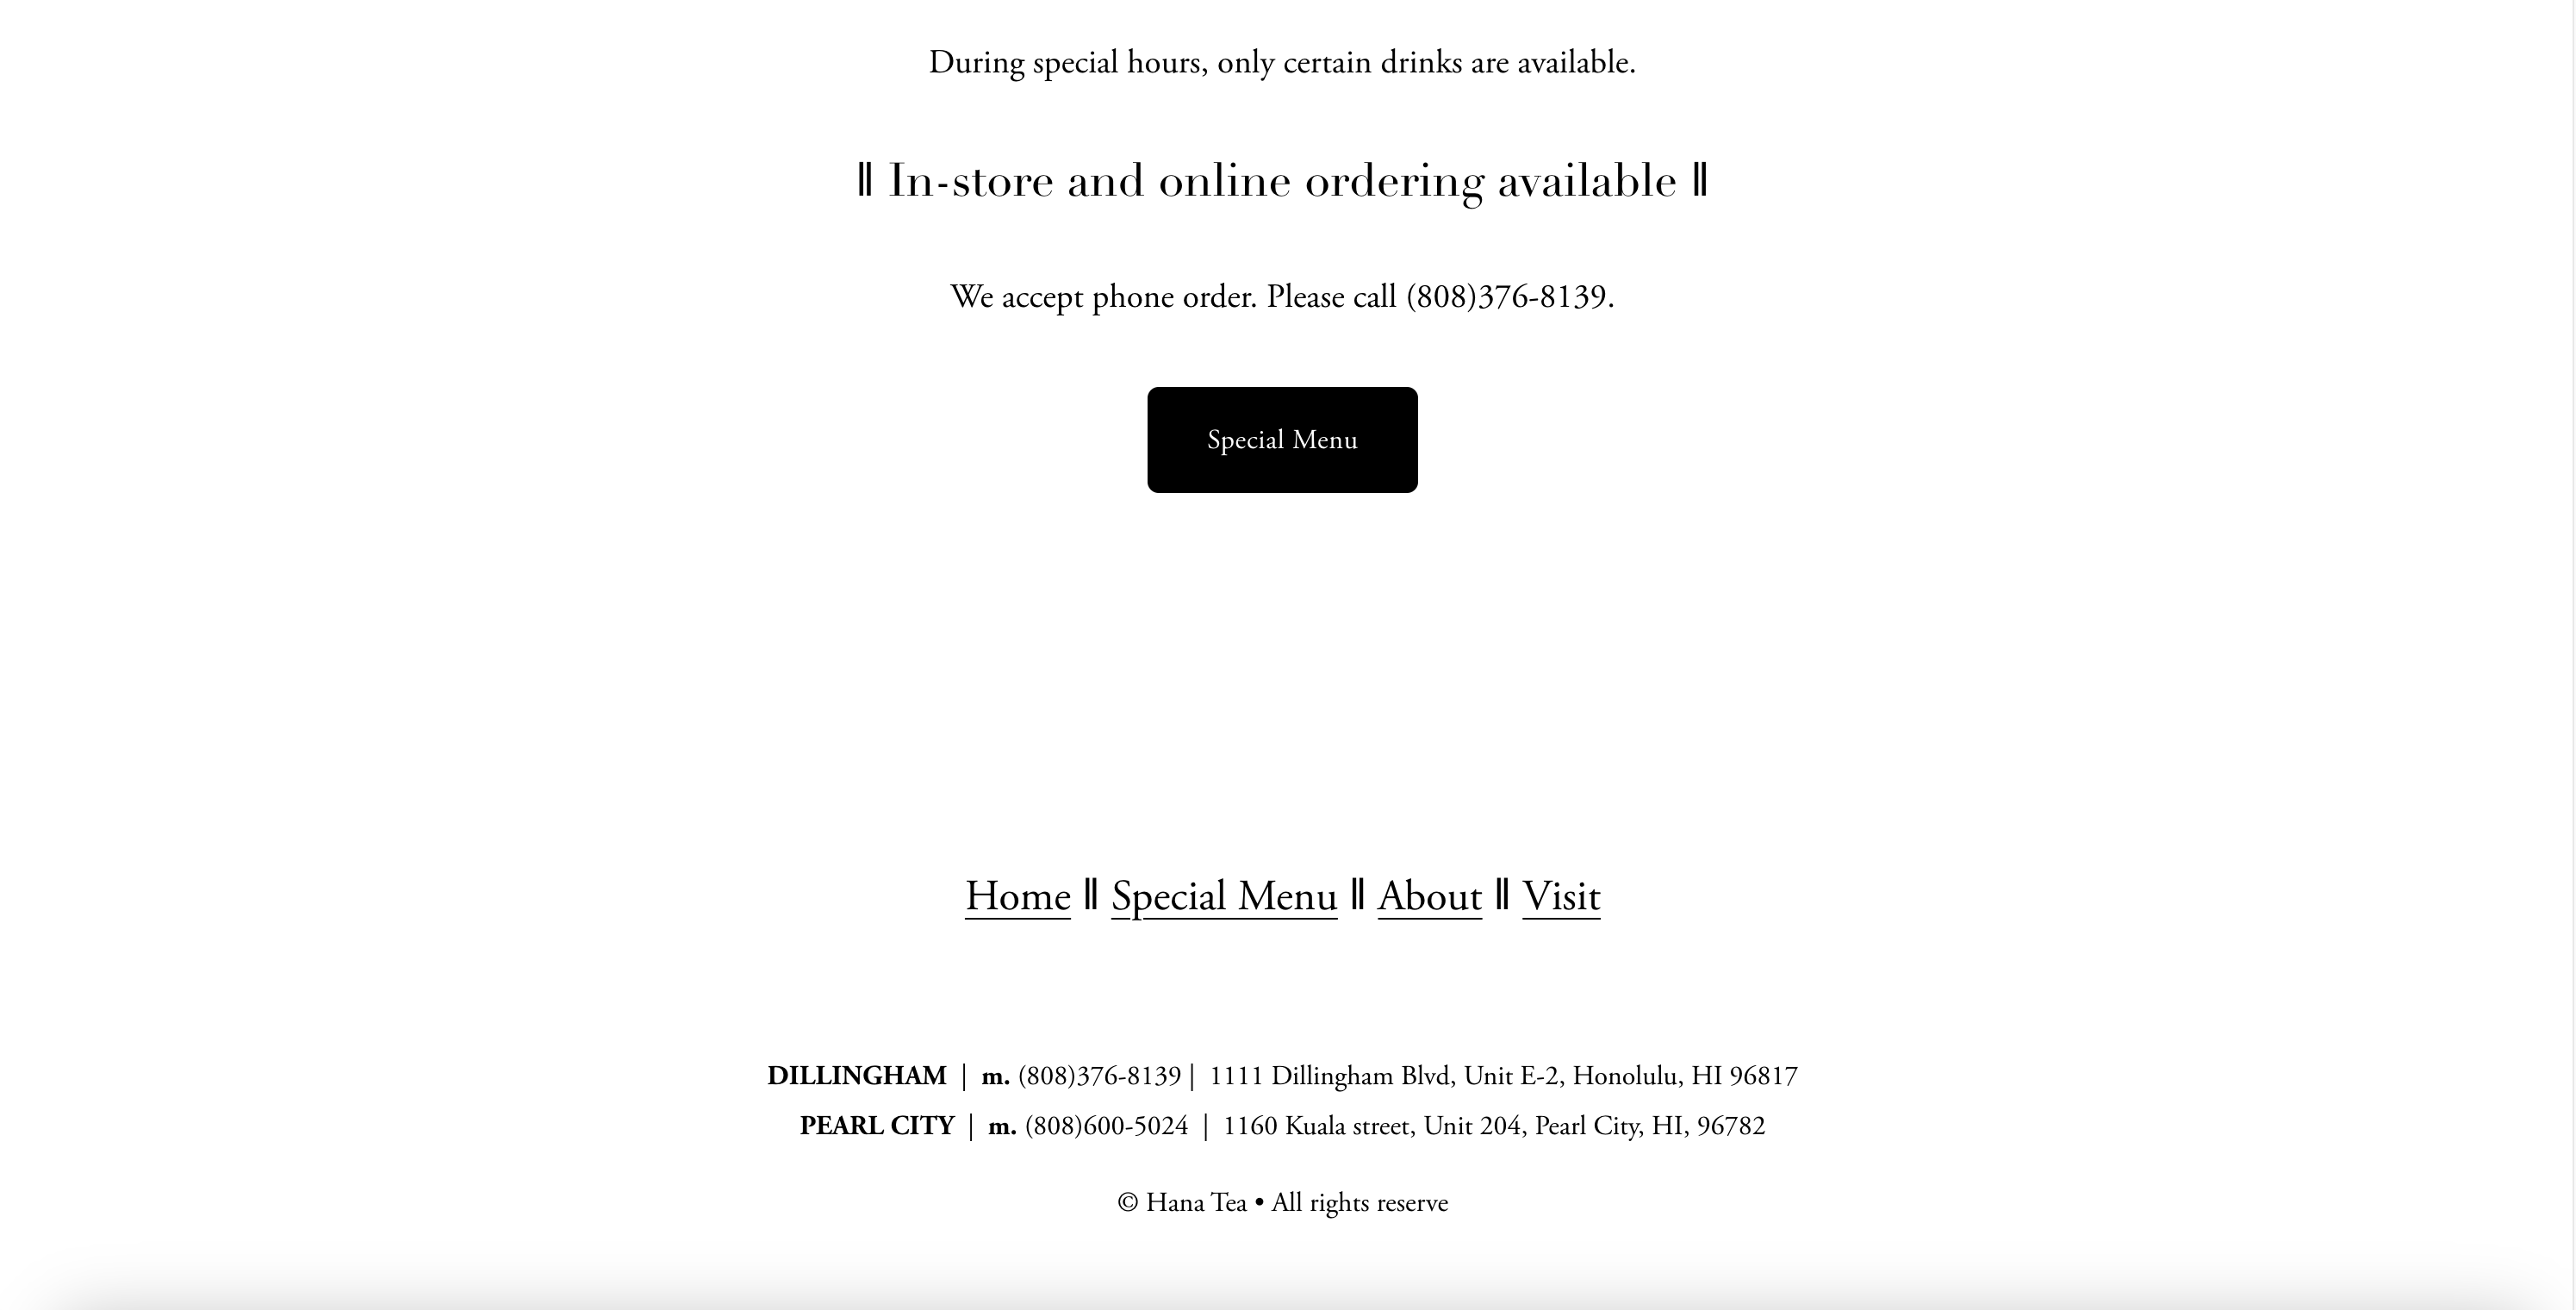 During special hours, only certain drinks are available.
|| In-store and online ordering available ||
We accept phone order. Please call (808)376-8139.
Special Menu
Home || Special Menu || About || Visit
DILLINGHAM | m. (808)376-8139 | 1111 Dillingham Blvd, Unit E-2, Honolulu, HI 96817
PEARL CITY | m. (808)600-5024 | 1160 Kuala street, Unit 204, Pearl City, HI, 96782
© Hana Tea • All rights reserve